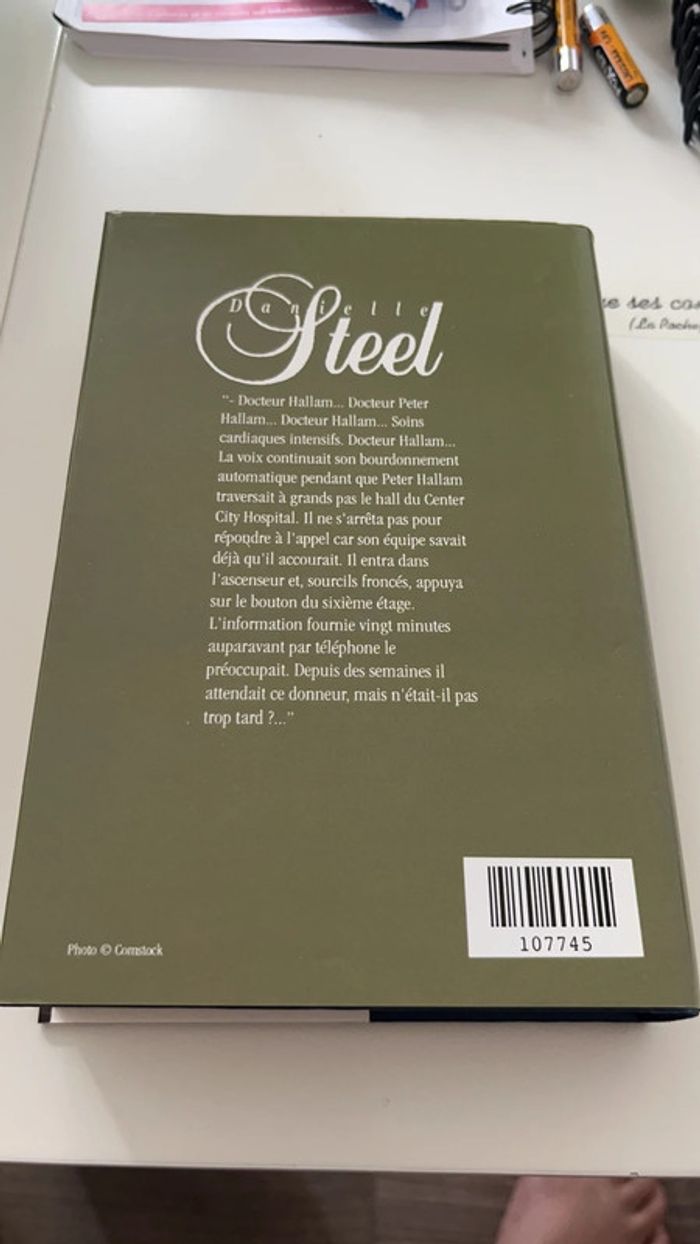 Danielle
Steel
"- Docteur Hallam... Docteur Peter
Hallam... Docteur Hallam... Soins
cardiaques intensifs. Docteur Hallam...
La voix continuait son bourdonnement
automatique pendant que Peter Hallam
traversait à grands pas le hall du Center
City Hospital. Il ne s'arrêta pas pour
répondre à l'appel car son équipe savait
déjà qu'il accourait. Il entra dans
l'ascenseur et, sourcils froncés, appuya
sur le bouton du sixième étage.
L'information fournie vingt minutes
auparavant par téléphone le
préoccupait. Depuis des semaines il
attendait ce donneur, mais n'était-il pas
trop tard ?..."
ses
(La
107745
Photo © Comstock